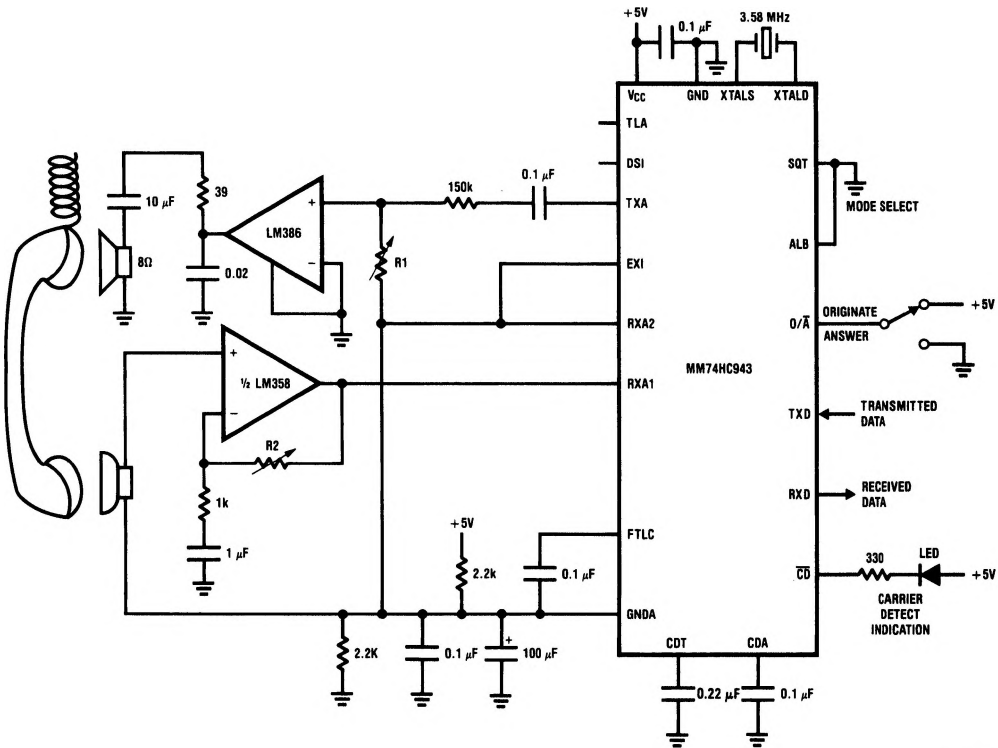 +5V
0.1 μF
3.58 MHz
VCC
GND
XTALS
XTALD
TLA
DSI
SQT
MODE SELECT
39
10 μF
8Ω
LM386
+
−
0.02
150k
0.1 μF
TXA
R1
EXI
ALB
RXA2
O/A̅
ORIGINATE
ANSWER
+5V
½ LM358
+
−
RXA1
MM74HC943
R2
TXD
TRANSMITTED
DATA
1k
1 μF
RXD
RECEIVED
DATA
+5V
2.2k
0.1 μF
FTLC
C̅D̅
330
LED
+5V
CARRIER
DETECT
INDICATION
GNDA
2.2K
0.1 μF
+
100 μF
CDT
CDA
0.22 μF
0.1 μF